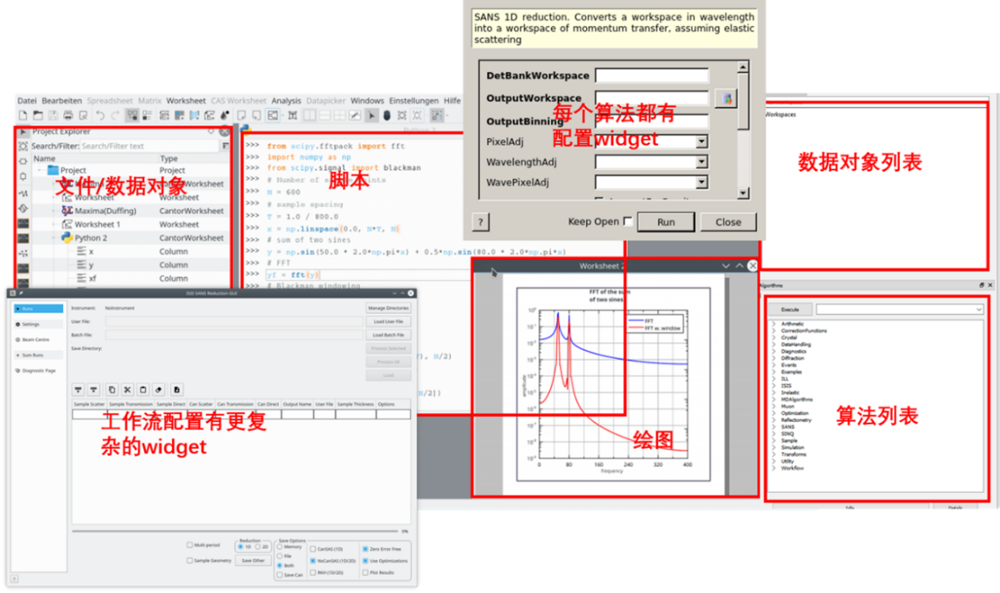 SANS 1D reduction. Converts a workspace in wavelength
into a workspace of momentum transfer, assuming elastic
scattering
DetBankWorkspace
OutputWorkspace
OutputBinning
PixelAdj
WavelengthAdj
WavePixelAdj
每个算法都有
配置widget
?
Keep Open
Run
Close
Datei Bearbeiten Spreadsheet Matrix Worksheet CAS Worksheet Analysis Datapicker Windows Einstellungen Hilfe
Project Explorer
Search/Filter: Search/Filter text
Name Type
Project Project
CantorWorksheet
Worksheet Worksheet
Maxima(Duffing) CantorWorksheet
Worksheet 1 Worksheet
Python 2 CantorWorksheet
x Column
y Column
xf Column
文件/数据对象
Python 2
>>> from scipy.fftpack import fft
>>> import numpy as np
>>> from scipy.signal import blackman
>>> # Number of
>>> N = 600
>>> # sample spacing
>>> T = 1.0 / 800.0
>>> x = np.linspace(0.0, N*T, N)
>>> # sum of two sines
>>> y = np.sin(50.0 * 2.0*np.pi*x) + 0.5*np.sin(80.0 * 2.0*np.pi*x)
>>> # FFT
>>> yf = fft(y)
>>> # Blackman windowing
, N/2)
N/2])
脚本
Workspaces
数据对象列表
Worksheet
FFT of the sum
of two sines
FFT
FFT w. window
amplitude
0 80 160 240 320 400
frequency
绘图
Algorithms
Execute
Arithmetic
CorrectionFunctions
Crystal
DataHandling
Diagnostics
Diffraction
Events
Examples
ILL
ISIS
Inelastic
MDAlgorithms
Muon
Optimization
Reflectometry
SANS
SINQ
Sample
Simulation
Transforms
Utility
Workflow
算法列表
Idle
Details
ISIS SANS Reduction GUI
Runs
Settings
Beam Centre
Sum Runs
Diagnostic Page
Instrument: NoInstrument
User File:
Batch File:
Save Directory:
Manage Directories
Load User File
Load Batch File
Process Selected
Process All
Load
Sample Scatter Sample Transmission Sample Direct Can Scatter Can Transmission Can Direct Output Name User File Sample Thickness Options
工作流配置有更复
杂的widget
0%
Multi-period
Sample Geometry
Reduction
1D 2D
Save Other
Save Options
Memory
File
Both
Save Can
CanSAS (1D)
NxCanSAS (1D/2D)
RKH (1D/2D)
Zero Error Free
Use Optimizations
Plot Results
?